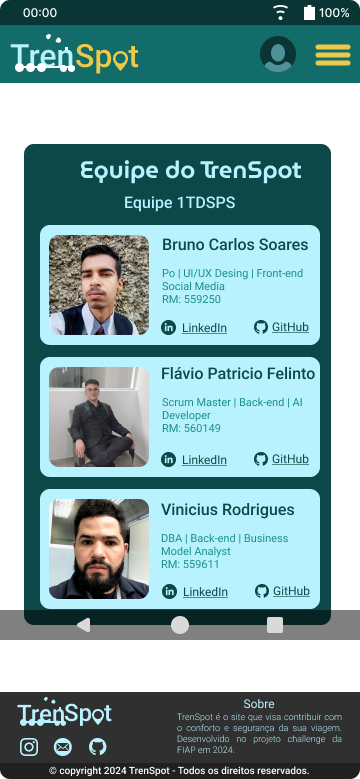 00:00 100%
TrenSpot
Equipe do TrenSpot
Equipe 1TDSPS
Bruno Carlos Soares
Po | UI/UX Desing | Front-end
Social Media
RM: 559250
LinkedIn GitHub
Flávio Patricio Felinto
Scrum Master | Back-end | AI
Developer
RM: 560149
LinkedIn GitHub
Vinicius Rodrigues
DBA | Back-end | Business
Model Analyst
RM: 559611
LinkedIn GitHub
TrenSpot
Sobre
TrenSpot é o site que visa contribuir com
o conforto e segurança da sua viagem.
Desenvolvido no projeto challenge da
FIAP em 2024.
© copyright 2024 TrenSpot - Todos os direitos reservados.